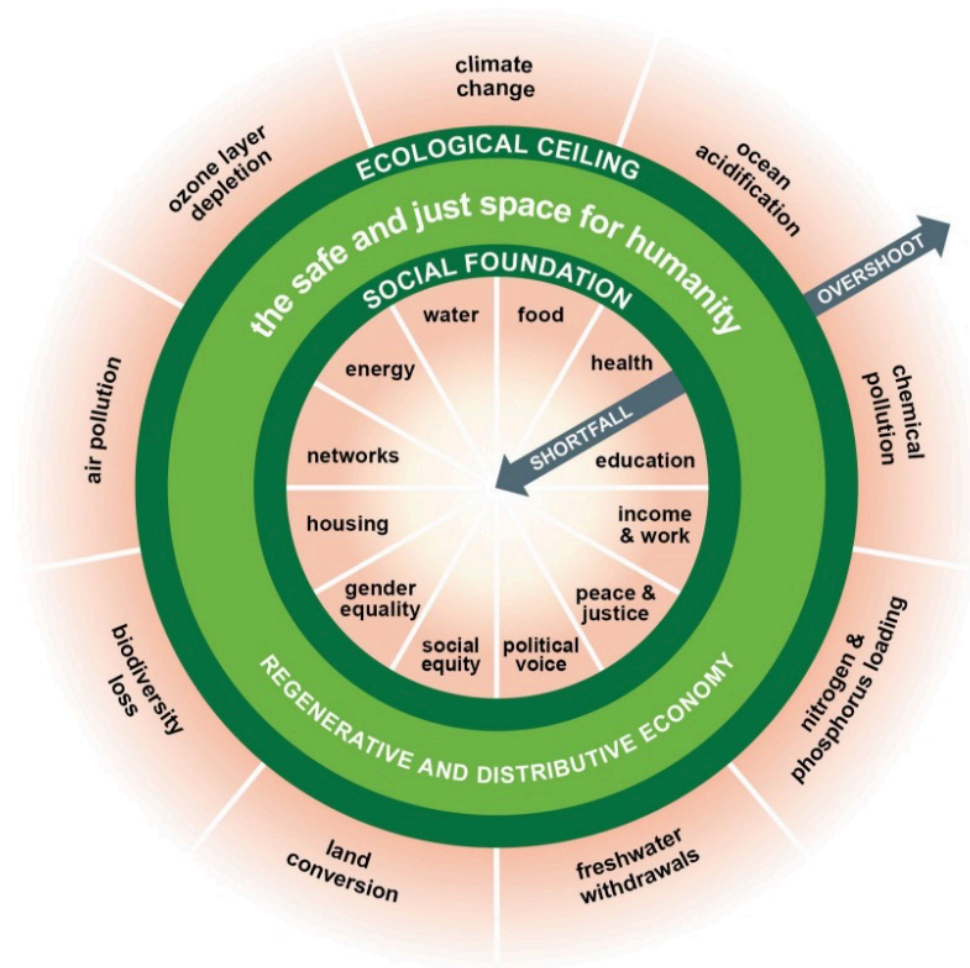 climate
change
ocean
acidification
OVERSHOOT
chemical
pollution
nitrogen &
phosphorus loading
freshwater
withdrawals
land
conversion
biodiversity
loss
air pollution
ozone layer
depletion
ECOLOGICAL CEILING
the safe and just space for humanity
SOCIAL FOUNDATION
water
food
health
SHORTFALL
education
income
& work
peace &
justice
political
voice
social
equity
gender
equality
housing
networks
energy
REGENERATIVE AND DISTRIBUTIVE ECONOMY